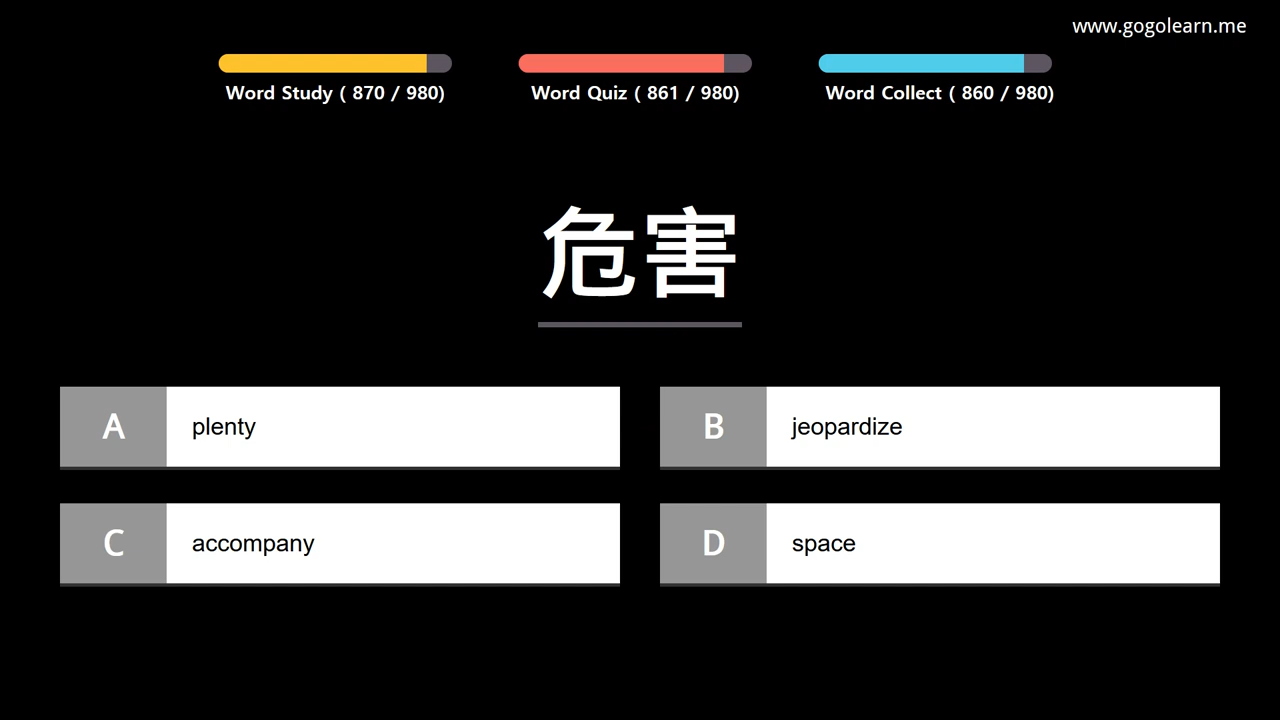 www.gogolearn.me
Word Study ( 870 / 980)
Word Quiz ( 861 / 980)
Word Collect ( 860 / 980)
危害
A plenty
B jeopardize
C accompany
D space